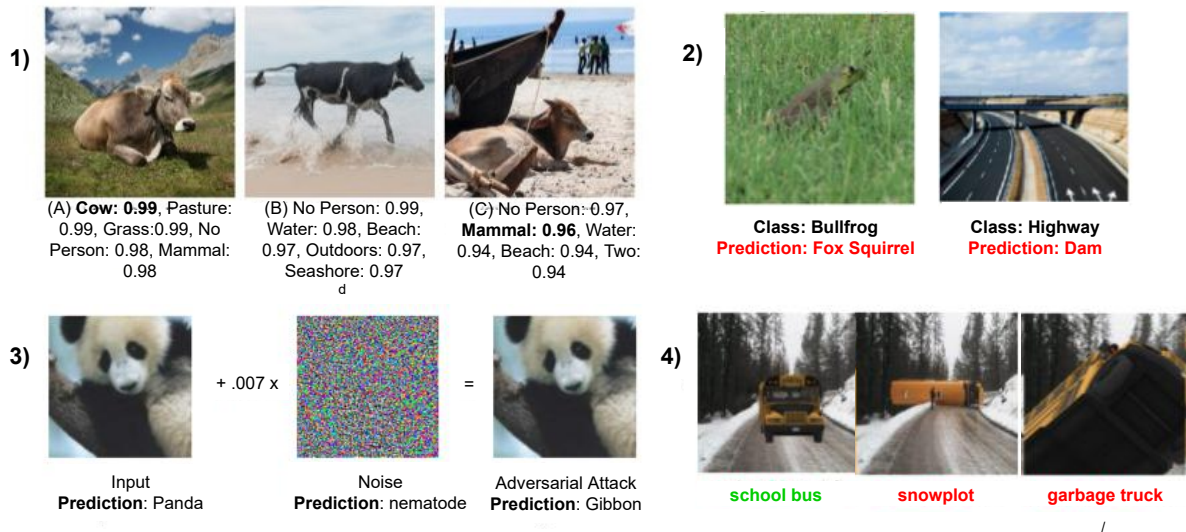 1)
(A) Cow: 0.99, Pasture:
0.99, Grass:0.99, No
Person: 0.98, Mammal:
0.98
(B) No Person: 0.99,
Water: 0.98, Beach:
0.97, Outdoors: 0.97,
Seashore: 0.97
d
(C) No Person: 0.97,
Mammal: 0.96, Water:
0.94, Beach: 0.94, Two:
0.94
2)
Class: Bullfrog
Prediction: Fox Squirrel
Class: Highway
Prediction: Dam
3)
+ .007 x
=
Input
Prediction: Panda
Noise
Prediction: nematode
Adversarial Attack
Prediction: Gibbon
4)
school bus
snowplot
garbage truck
/